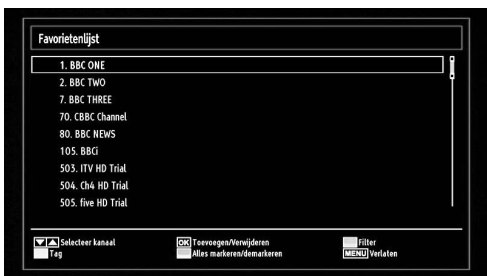 Favorietenlijst
1. BBC ONE
2. BBC TWO
7. BBC THREE
70. CBBC Channel
80. BBC NEWS
105. BBCi
503. ITV HD Trial
504. Ch4 HD Trial
505. five HD Trial
Selecteer kanaal OK Toevoegen/Verwijderen Filter
Tag Alles markeren/demarkeren MENU Verlaten